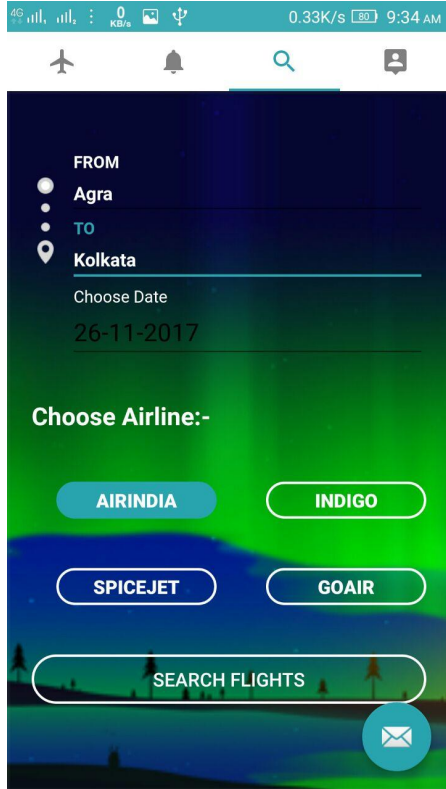 4G 0 KB/s 0.33K/s 80 9:34 AM
FROM
Agra
TO
Kolkata
Choose Date
26-11-2017
Choose Airline:-
AIRINDIA INDIGO
SPICEJET GOAIR
SEARCH FLIGHTS